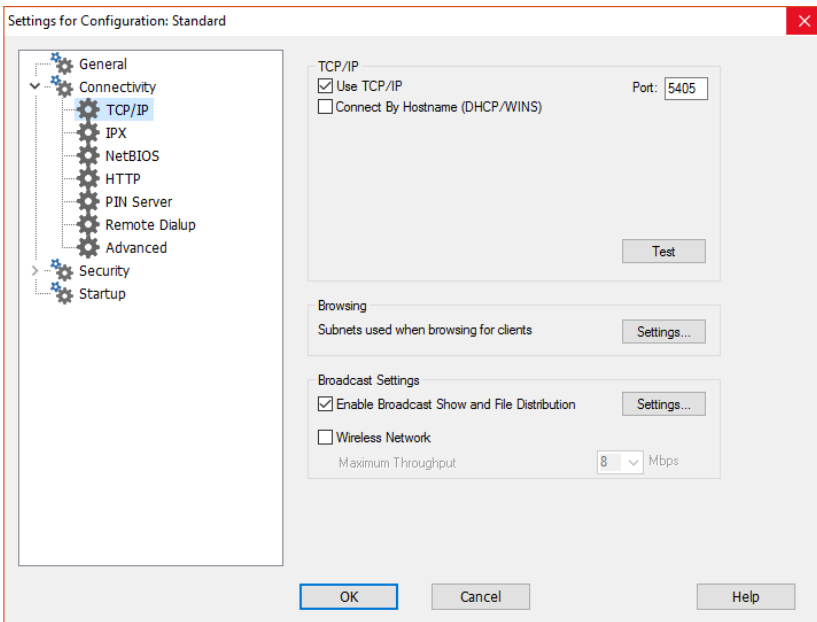 Settings for Configuration: Standard
General
Connectivity
TCP/IP
IPX
NetBIOS
HTTP
PIN Server
Remote Dialup
Advanced
Security
Startup
TCP/IP
Use TCP/IP Port: 5405
Connect By Hostname (DHCP/WINS)
Test
Browsing
Subnets used when browsing for clients Settings...
Broadcast Settings
Enable Broadcast Show and File Distribution Settings...
Wireless Network
Maximum Throughput 8 Mbps
OK Cancel Help